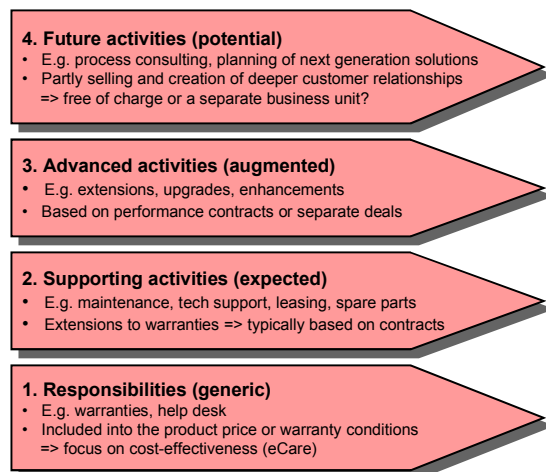 4. Future activities (potential)
• E.g. process consulting, planning of next generation solutions
• Partly selling and creation of deeper customer relationships
=> free of charge or a separate business unit?
3. Advanced activities (augmented)
• E.g. extensions, upgrades, enhancements
• Based on performance contracts or separate deals
2. Supporting activities (expected)
• E.g. maintenance, tech support, leasing, spare parts
• Extensions to warranties => typically based on contracts
1. Responsibilities (generic)
• E.g. warranties, help desk
• Included into the product price or warranty conditions
=> focus on cost-effectiveness (eCare)